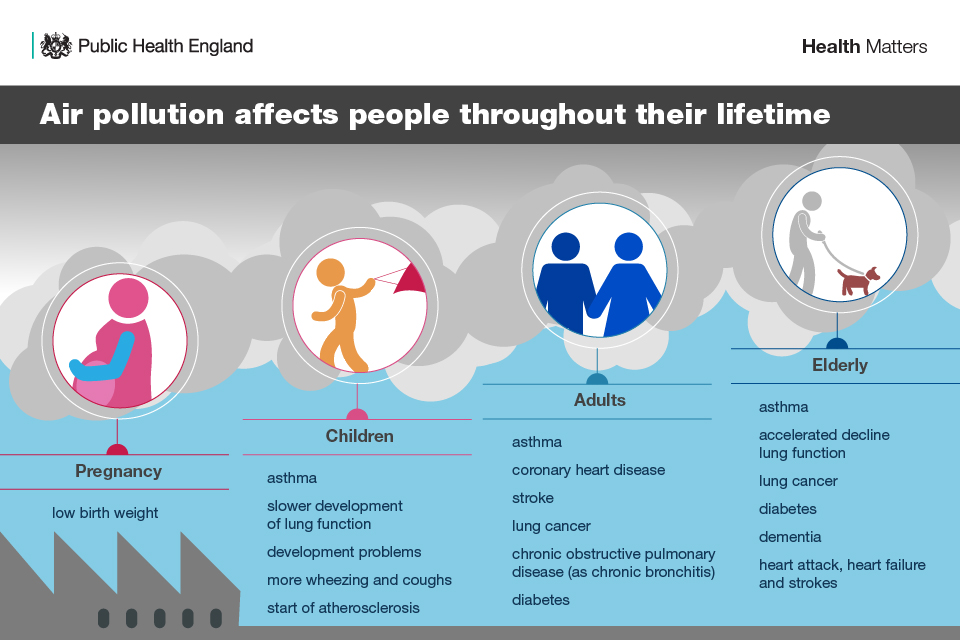 Public Health England
Health Matters
Air pollution affects people throughout their lifetime
Pregnancy
low birth weight
Children
asthma
slower development
of lung function
development problems
more wheezing and coughs
start of atherosclerosis
Adults
asthma
coronary heart disease
stroke
lung cancer
chronic obstructive pulmonary
disease (as chronic bronchitis)
diabetes
Elderly
asthma
accelerated decline
lung function
lung cancer
diabetes
dementia
heart attack, heart failure
and strokes